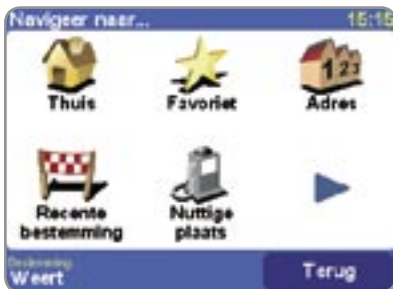 Navigeer naar... 15:15
Thuis Favoriet 123 Adres
Recente bestemming
Nuttige plaats
Bestemming
Weert
Terug